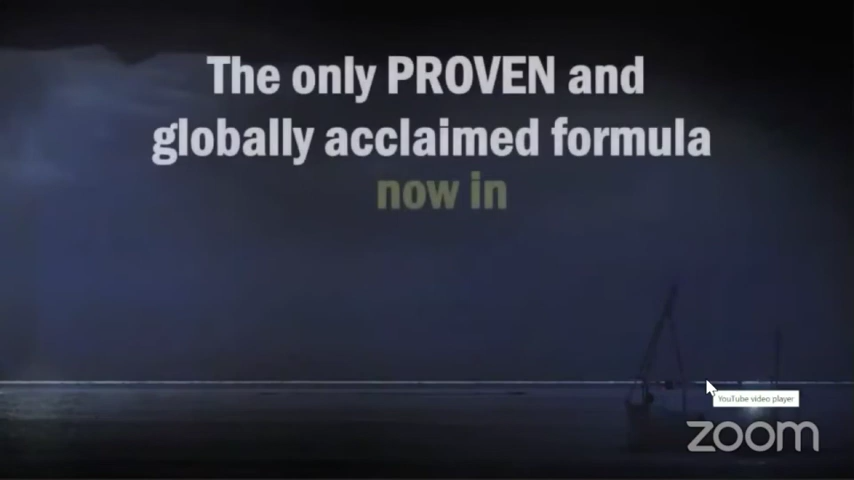 The only PROVEN and
globally acclaimed formula
now in
YouTube video player
zoom